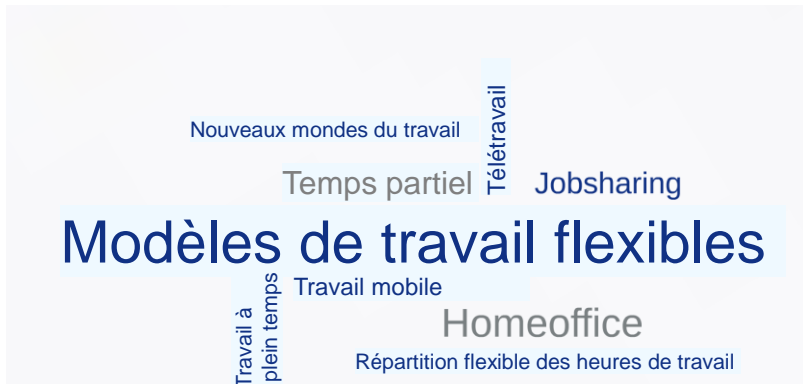 Nouveaux mondes du travail
Télétravail
Temps partiel
Jobsharing
Modèles de travail flexibles
Travail à
plein temps
Travail mobile
Homeoffice
Répartition flexible des heures de travail